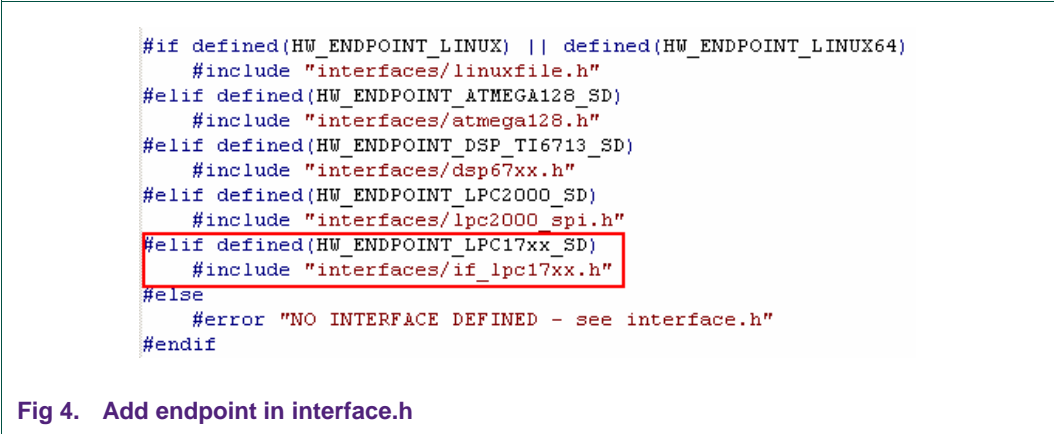 #if defined(HW_ENDPOINT_LINUX) || defined(HW_ENDPOINT_LINUX64)
    #include "interfaces/linuxfile.h"
#elif defined(HW_ENDPOINT_ATMEGA128_SD)
    #include "interfaces/atmega128.h"
#elif defined(HW_ENDPOINT_DSP_TI6713_SD)
    #include "interfaces/dsp67xx.h"
#elif defined(HW_ENDPOINT_LPC2000_SD)
    #include "interfaces/lpc2000_spi.h"
#elif defined(HW_ENDPOINT_LPC17xx_SD)
    #include "interfaces/if_lpc17xx.h"
#else
    #error "NO INTERFACE DEFINED - see interface.h"
#endif
Fig 4. Add endpoint in interface.h